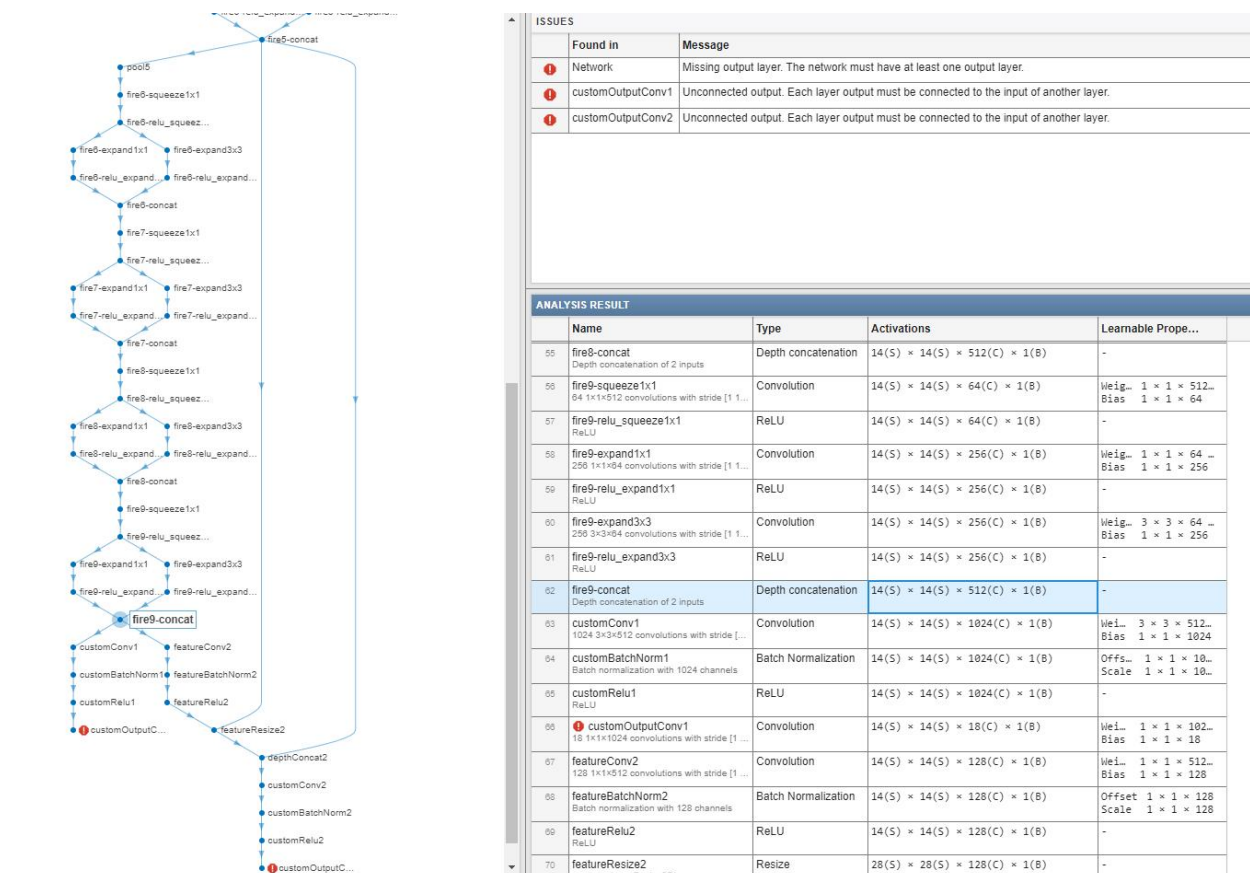 fire5-concat
pool5
fire6-squeeze1x1
fire6-relu_squeez...
fire6-expand1x1 fire6-expand3x3
fire6-relu_expand... fire6-relu_expand...
fire6-concat
fire7-squeeze1x1
fire7-relu_squeez...
fire7-expand1x1 fire7-expand3x3
fire7-relu_expand... fire7-relu_expand...
fire7-concat
fire8-squeeze1x1
fire8-relu_squeez...
fire8-expand1x1 fire8-expand3x3
fire8-relu_expand... fire8-relu_expand...
fire8-concat
fire9-squeeze1x1
fire9-relu_squeez...
fire9-expand1x1 fire9-expand3x3
fire9-relu_expand... fire9-relu_expand...
fire9-concat
customConv1 featureConv2
customBatchNorm1 featureBatchNorm2
customRelu1 featureRelu2
customOutputC... featureResize2
depthConcat2
customConv2
customBatchNorm2
customRelu2
customOutputC...
ISSUES
Found in Message
Network Missing output layer. The network must have at least one output layer.
customOutputConv1 Unconnected output. Each layer output must be connected to the input of another layer.
customOutputConv2 Unconnected output. Each layer output must be connected to the input of another layer.
ANALYSIS RESULT
Name Type Activations Learnable Prope...
55 fire8-concat Depth concatenation 14(S) × 14(S) × 512(C) × 1(B) -
Depth concatenation of 2 inputs
56 fire9-squeeze1x1 Convolution 14(S) × 14(S) × 64(C) × 1(B) Weig… 1 × 1 × 512…
64 1×1×512 convolutions with stride [1 1... Bias 1 × 1 × 64
57 fire9-relu_squeeze1x1 ReLU 14(S) × 14(S) × 64(C) × 1(B) -
ReLU
58 fire9-expand1x1 Convolution 14(S) × 14(S) × 256(C) × 1(B) Weig… 1 × 1 × 64 …
256 1×1×64 convolutions with stride [1 1... Bias 1 × 1 × 256
59 fire9-relu_expand1x1 ReLU 14(S) × 14(S) × 256(C) × 1(B) -
ReLU
60 fire9-expand3x3 Convolution 14(S) × 14(S) × 256(C) × 1(B) Weig… 3 × 3 × 64 …
256 3×3×64 convolutions with stride [1 1... Bias 1 × 1 × 256
61 fire9-relu_expand3x3 ReLU 14(S) × 14(S) × 256(C) × 1(B) -
ReLU
62 fire9-concat Depth concatenation 14(S) × 14(S) × 512(C) × 1(B) -
Depth concatenation of 2 inputs
63 customConv1 Convolution 14(S) × 14(S) × 1024(C) × 1(B) Wei… 3 × 3 × 512…
1024 3×3×512 convolutions with stride [... Bias 1 × 1 × 1024
64 customBatchNorm1 Batch Normalization 14(S) × 14(S) × 1024(C) × 1(B) Offs… 1 × 1 × 10…
Batch normalization with 1024 channels Scale 1 × 1 × 10…
65 customRelu1 ReLU 14(S) × 14(S) × 1024(C) × 1(B) -
ReLU
66 customOutputConv1 Convolution 14(S) × 14(S) × 18(C) × 1(B) Wei… 1 × 1 × 102…
18 1×1×1024 convolutions with stride [1 ... Bias 1 × 1 × 18
67 featureConv2 Convolution 14(S) × 14(S) × 128(C) × 1(B) Wei… 1 × 1 × 512…
128 1×1×512 convolutions with stride [1 ... Bias 1 × 1 × 128
68 featureBatchNorm2 Batch Normalization 14(S) × 14(S) × 128(C) × 1(B) Offset 1 × 1 × 128
Batch normalization with 128 channels Scale 1 × 1 × 128
69 featureRelu2 ReLU 14(S) × 14(S) × 128(C) × 1(B) -
ReLU
70 featureResize2 Resize 28(S) × 28(S) × 128(C) × 1(B) -